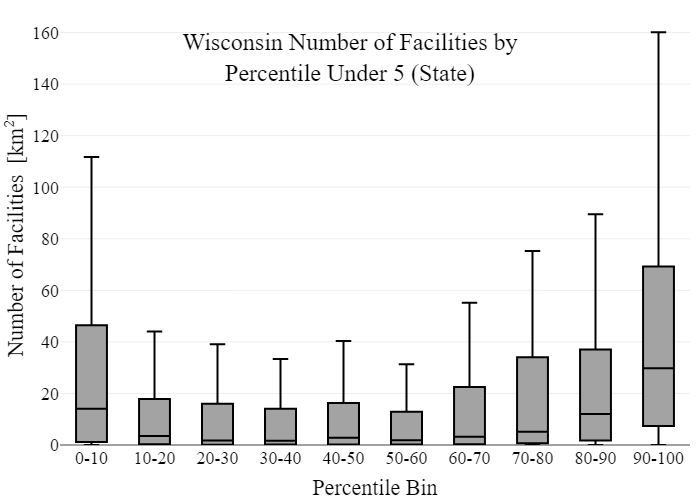 Wisconsin Number of Facilities by
Percentile Under 5 (State)
Number of Facilities [km²]
160
140
120
100
80
60
40
20
0
0-10 10-20 20-30 30-40 40-50 50-60 60-70 70-80 80-90 90-100
Percentile Bin